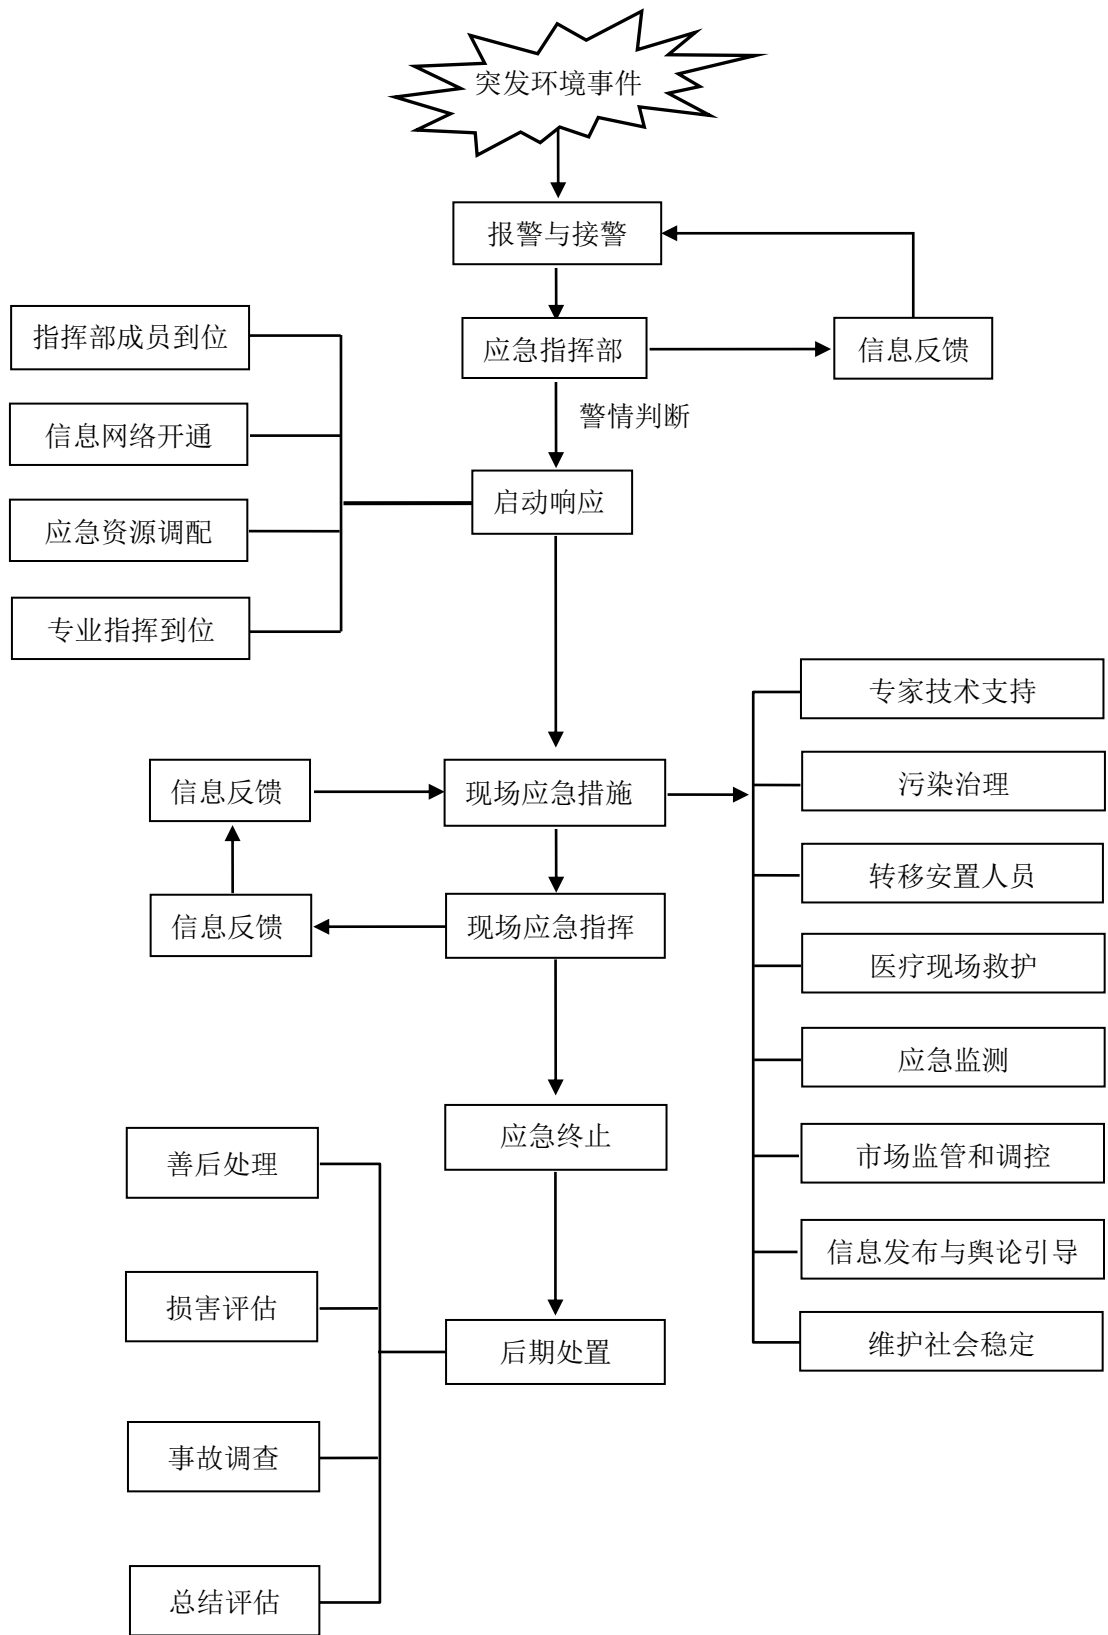 突发环境事件
报警与接警
指挥部成员到位
应急指挥部
信息反馈
警情判断
信息网络开通
启动响应
应急资源调配
专业指挥到位
专家技术支持
污染治理
信息反馈
现场应急措施
转移安置人员
信息反馈
现场应急指挥
医疗现场救护
应急监测
应急终止
市场监管和调控
善后处理
信息发布与舆论引导
损害评估
后期处置
维护社会稳定
事故调查
总结评估